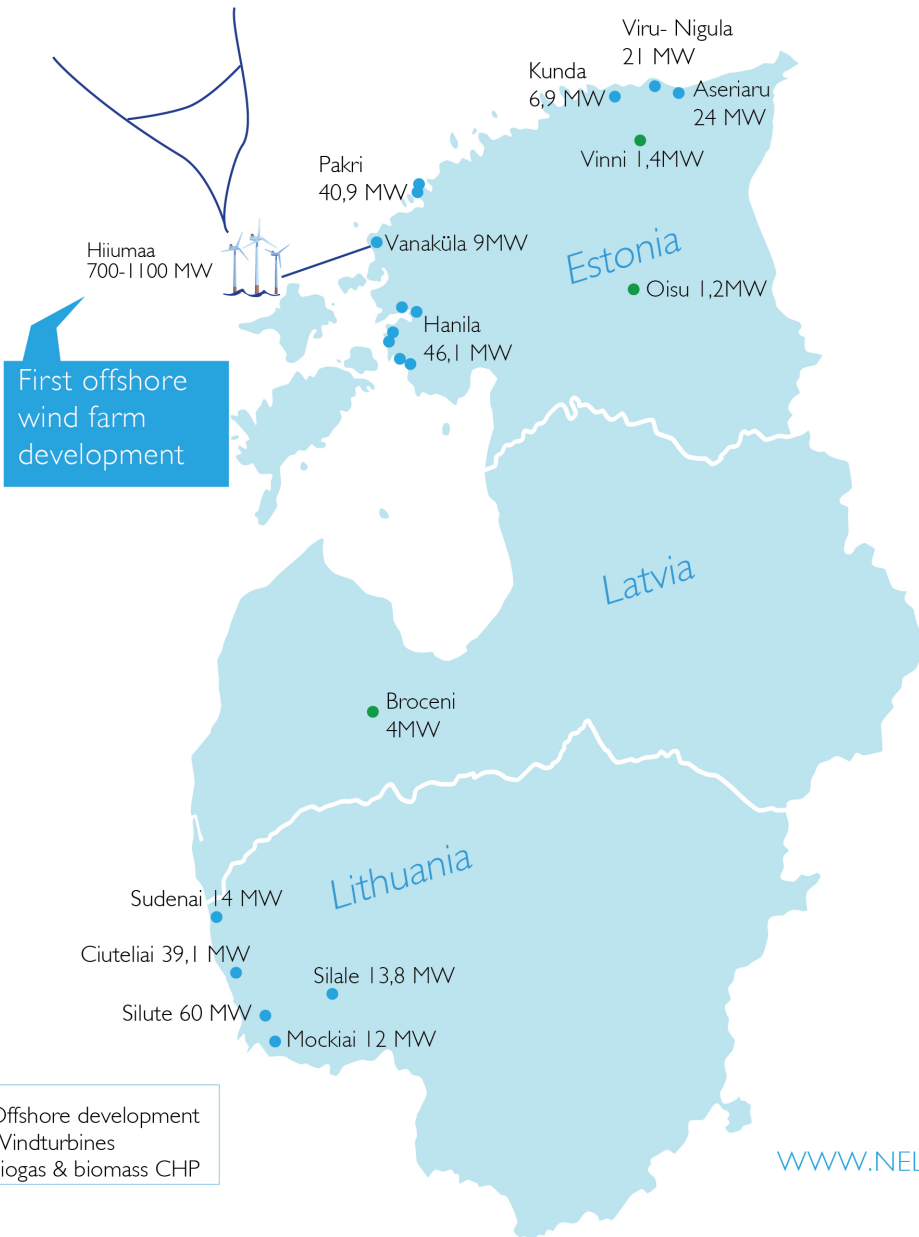 Viru- Nigula
21 MW
Kunda
6,9 MW
Aseriaru
24 MW
Vinni 1,4MW
Pakri
40,9 MW
Vanaküla 9MW
Hiiumaa
700-1100 MW
Estonia
Oisu 1,2MW
Hanila
46,1 MW
First offshore
wind farm
development
Latvia
Broceni
4MW
Lithuania
Sudenai 14 MW
Ciuteliai 39,1 MW
Silale 13,8 MW
Silute 60 MW
Mockiai 12 MW
Offshore development
Windturbines
iogas & biomass CHP
WWW.NEL